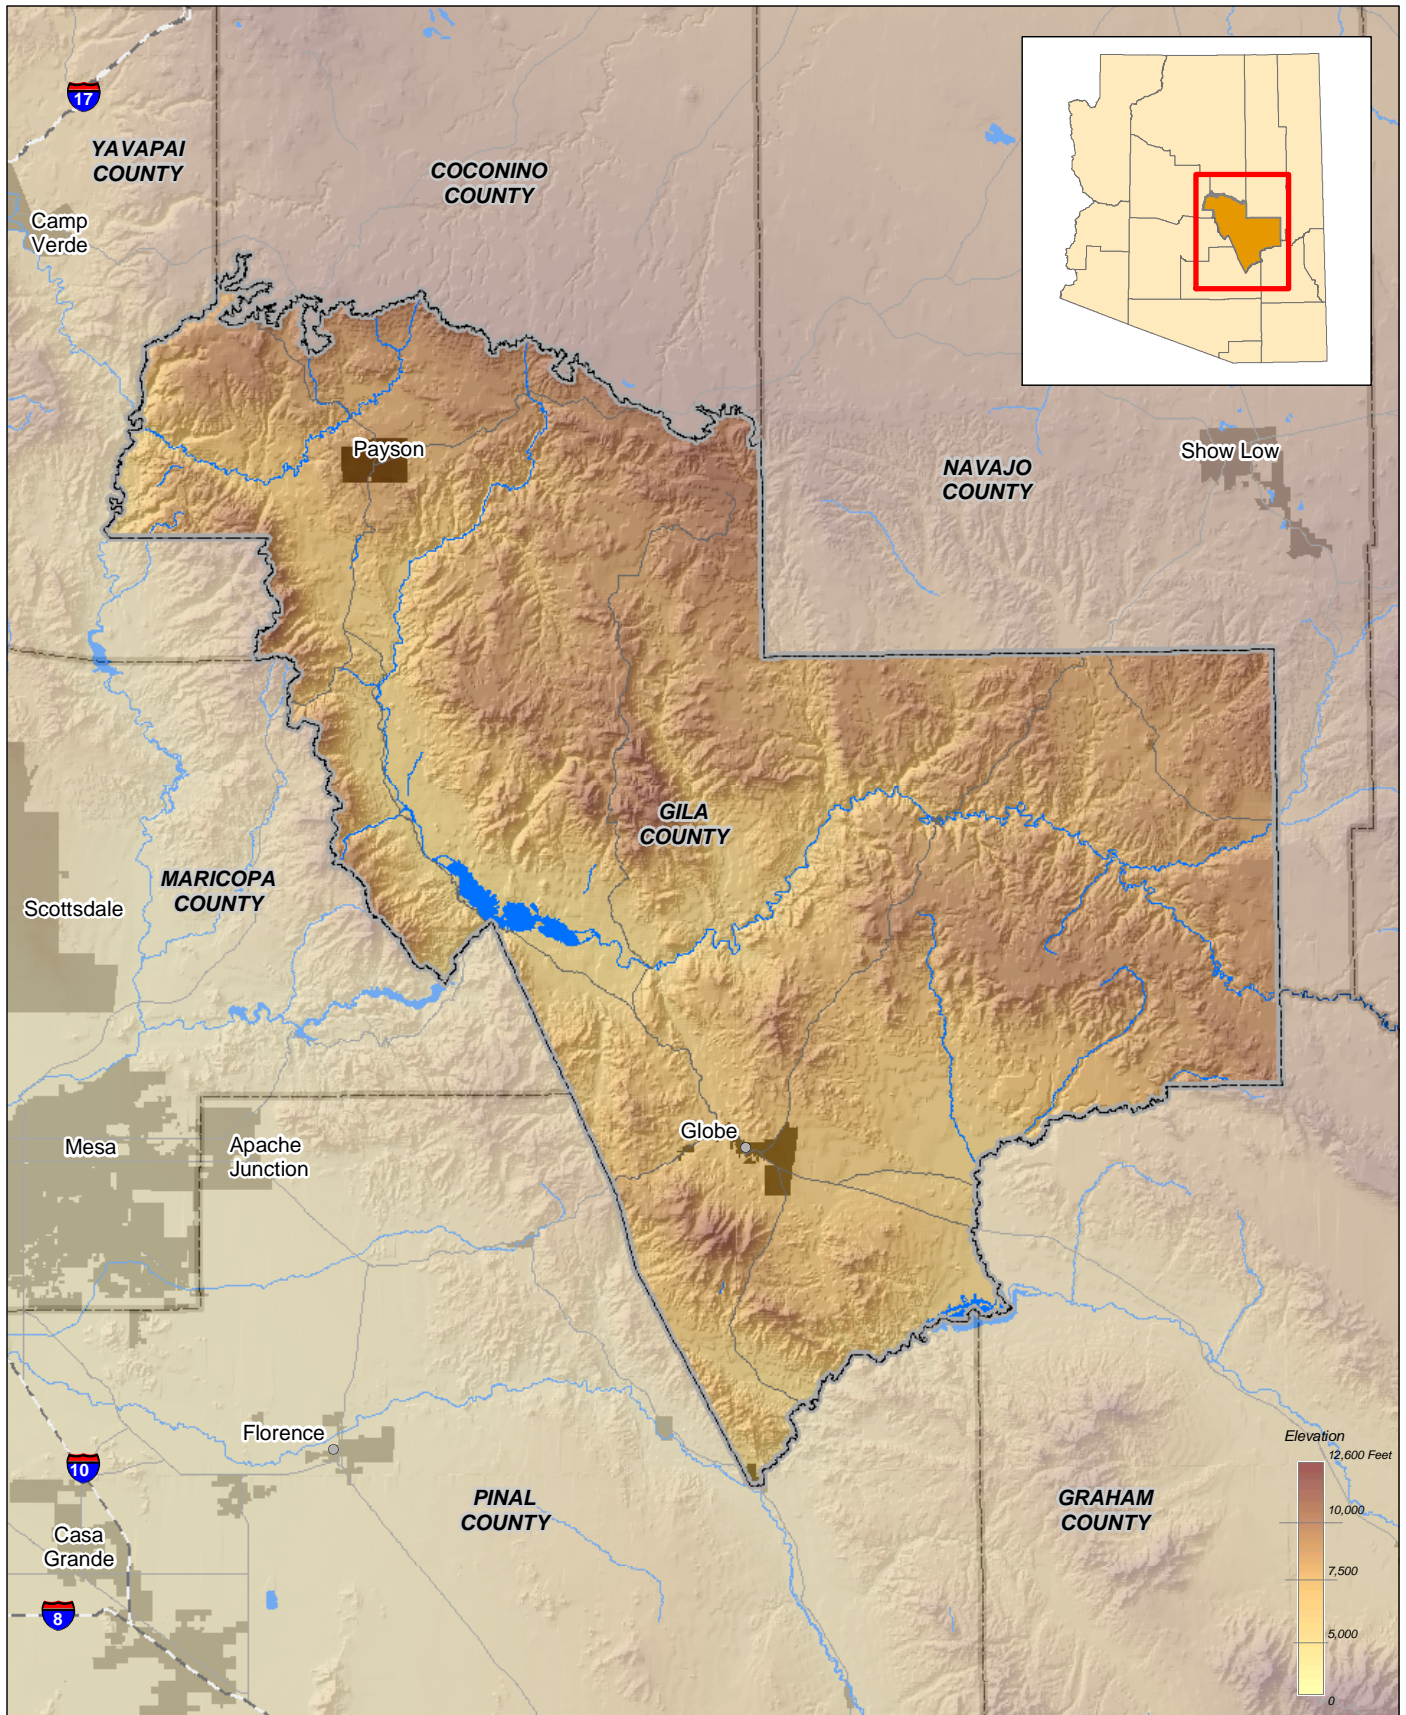 17
YAVAPAI
COUNTY
COCONINO
COUNTY
Camp
Verde
Payson
Show Low
NAVAJO
COUNTY
GILA
COUNTY
MARICOPA
COUNTY
Scottsdale
Globe
Mesa
Apache
Junction
Florence
10
PINAL
COUNTY
GRAHAM
COUNTY
Casa
Grande
8
Elevation
12,600 Feet
10,000
7,500
5,000
0